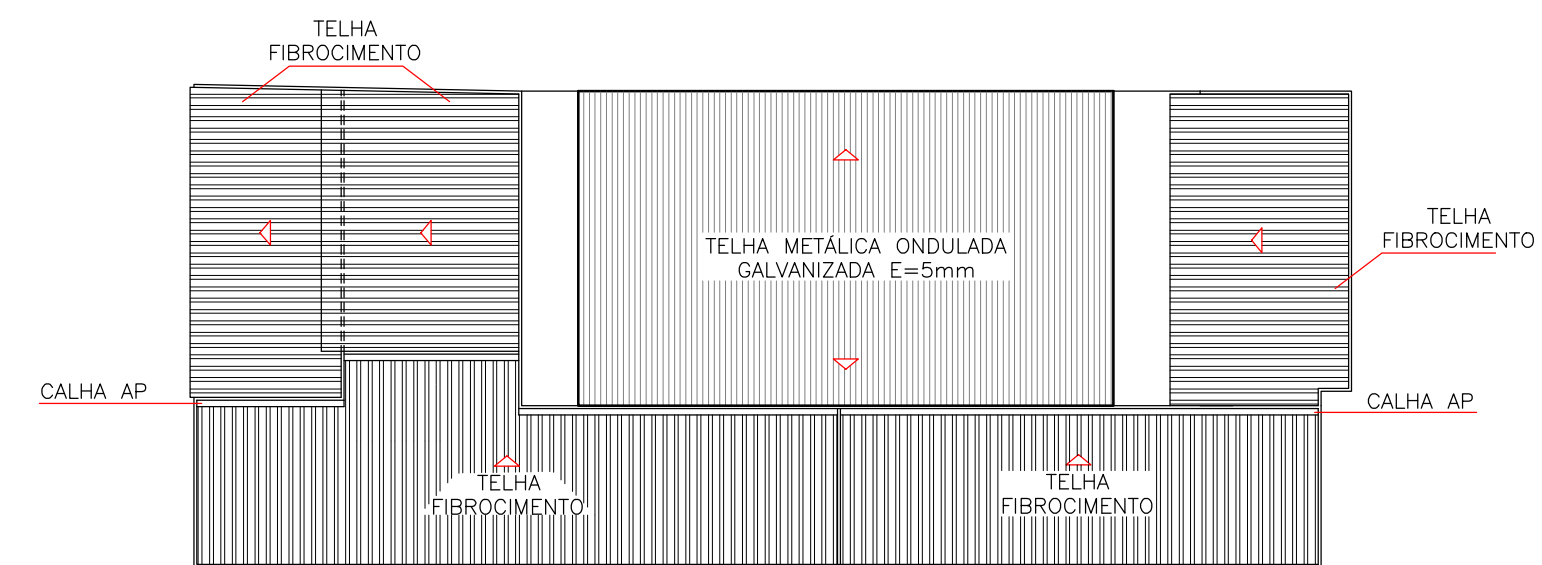 TELHA
FIBROCIMENTO
TELHA
FIBROCIMENTO
TELHA METÁLICA ONDULADA
GALVANIZADA E=5mm
CALHA AP
CALHA AP
TELHA
FIBROCIMENTO
TELHA
FIBROCIMENTO